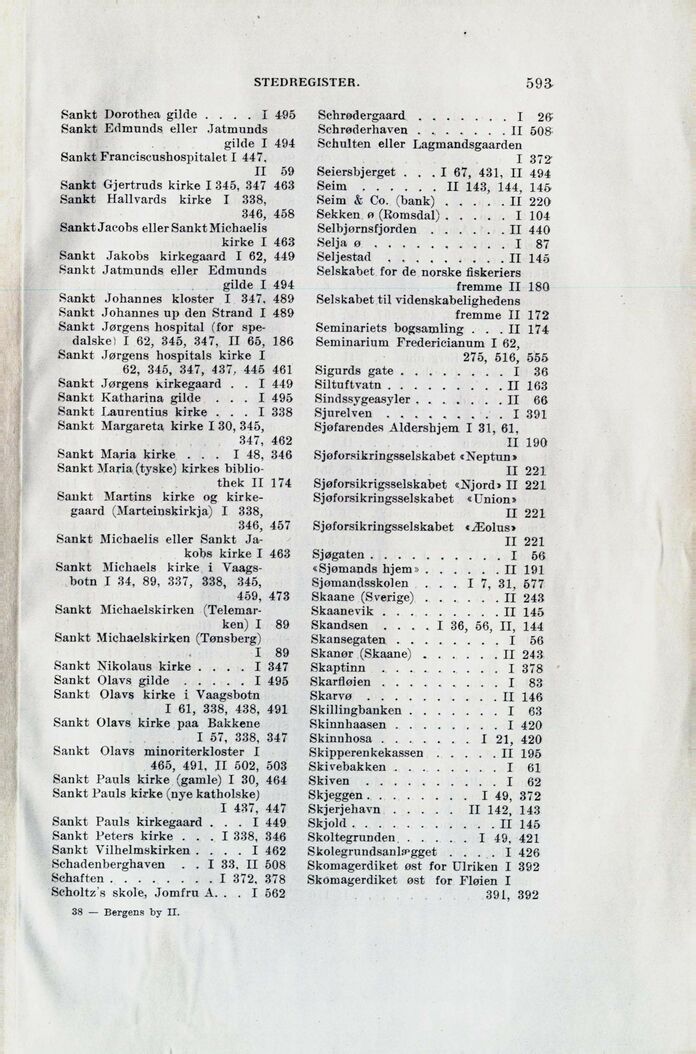 STEDREGISTER. 593
Sankt Dorothea gilde . . . . I 495
Sankt Edmunds eller Jatmunds
gilde I 494
Sankt Franciscushospitalet I 447,
II 59
Sankt Gjertruds kirke I 345, 347 463
Sankt Hallvards kirke I 338,
346, 458
Sankt Jacobs eller Sankt Michaelis
kirke I 463
Sankt Jakobs kirkegaard I 62, 449
Sankt Jatmunds eller Edmunds
gilde I 494
Sankt Johannes kloster I 347, 489
Sankt Johannes up den Strand I 489
Sankt Jørgens hospital (for spe-
dalske) I 62, 345, 347, II 65, 186
Sankt Jørgens hospitals kirke I
62, 345, 347, 437, 445 461
Sankt Jørgens kirkegaard . . I 449
Sankt Katharina gilde . . . I 495
Sankt Laurentius kirke . . . I 338
Sankt Margareta kirke I 30, 345,
347, 462
Sankt Maria kirke . . . I 48, 346
Sankt Maria (tyske) kirkes biblio-
thek II 174
Sankt Martins kirke og kirke-
gaard (Marteinskirkja) I 338,
346, 457
Sankt Michaelis eller Sankt Ja-
kobs kirke I 463
Sankt Michaels kirke i Vaags-
botn I 34, 89, 337, 338, 345,
459, 473
Sankt Michaelskirken (Telemar-
ken) I 89
Sankt Michaelskirken (Tønsberg)
I 89
Sankt Nikolaus kirke . . . . I 347
Sankt Olavs gilde . . . . . I 495
Sankt Olavs kirke i Vaagsbotn
I 61, 338, 438, 491
Sankt Olavs kirke paa Bakkene
I 57, 338, 347
Sankt Olavs minoriterkloster I
465, 491, II 502, 503
Sankt Pauls kirke (gamle) I 30, 464
Sankt Pauls kirke (nye katholske)
I 437, 447
Sankt Pauls kirkegaard . . . I 449
Sankt Peters kirke . . . I 338, 346
Sankt Vilhelmskirken . . . . I 462
Schadenberghaven . . I 33, II 508
Schaften . . . . . . . . I 372, 378
Scholtz's skole, Jomfru A. . . I 562
38 — Bergens by II.
Schrødergaard . . . . . . . I 26
Schrøderhaven . . . . . . . II 508
Schulten eller Lagmandsgaarden
I 372
Seiersbjerget . . . I 67, 431, II 494
Seim . . . . . . II 143, 144, 145
Seim & Co. (bank) . . . . . II 220
Sekken ø (Romsdal) . . . . . I 104
Selbjørnsfjorden . . . . . . II 440
Selja ø . . . . . . . . . . I 87
Seljestad . . . . . . . . . II 145
Selskabet for de norske fiskeriers
fremme II 180
Selskabet til videnskabelighedens
fremme II 172
Seminariets bogsamling . . . II 174
Seminarium Fredericianum I 62,
275, 516, 555
Sigurds gate . . . . . . . . I 36
Siltuftvatn . . . . . . . . . II 163
Sindssygeasyler . . . . . . . II 66
Sjurelven . . . . . . . . . I 391
Sjøfarendes Aldershjem I 31, 61,
II 190
Sjøforsikringsselskabet «Neptun»
II 221
Sjøforsikrigsselskabet «Njord» II 221
Sjøforsikringsselskabet «Union»
II 221
Sjøforsikringsselskabet «Æolus»
II 221
Sjøgaten . . . . . . . . . . I 56
«Sjømands hjem» . . . . . . II 191
Sjømandsskolen . . . I 7, 31, 577
Skaane (Sverige) . . . . . . II 243
Skaanevik . . . . . . . . . II 145
Skandsen . . . . I 36, 56, II, 144
Skansegaten . . . . . . . . I 56
Skanør (Skaane) . . . . . . II 243
Skaptinn . . . . . . . . . . I 378
Skarfløien . . . . . . . . . I 83
Skarvø . . . . . . . . . . II 146
Skillingbanken . . . . . . . I 63
Skinnhaasen . . . . . . . . I 420
Skinnhosa . . . . . . . I 21, 420
Skipperenkekassen . . . . . II 195
Skivebakken . . . . . . . . I 61
Skiven . . . . . . . . . . I 62
Skjeggen . . . . . . . . I 49, 372
Skjerjehavn . . . . . . II 142, 143
Skjold . . . . . . . . . . . II 145
Skoltegrunden . . . . . I 49, 421
Skolegrundsanlægget . . . . I 426
Skomagerdiket øst for Ulriken I 392
Skomagerdiket øst for Fløien I
391, 392